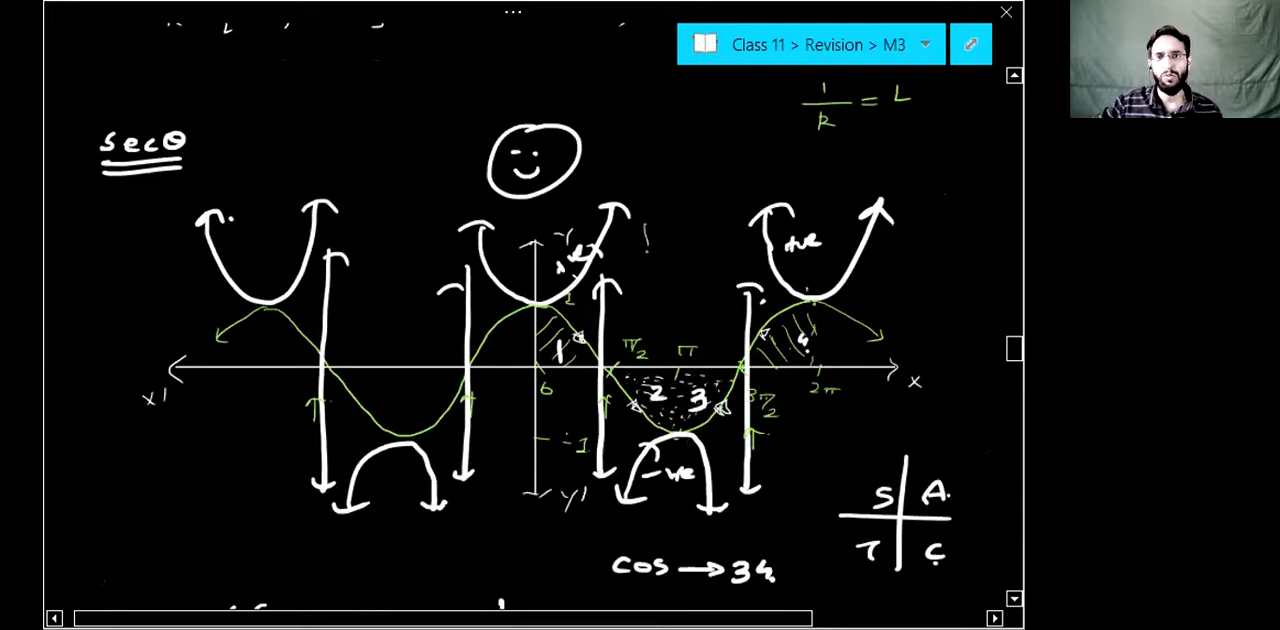 Class 11 > Revision > M3
1/R = L
secθ
Y
+ve
1
1
4
π/2
π
X'
X
6
2
3
3π/2
2π
-1
-ve
Y'
S A
T C
cos → 34